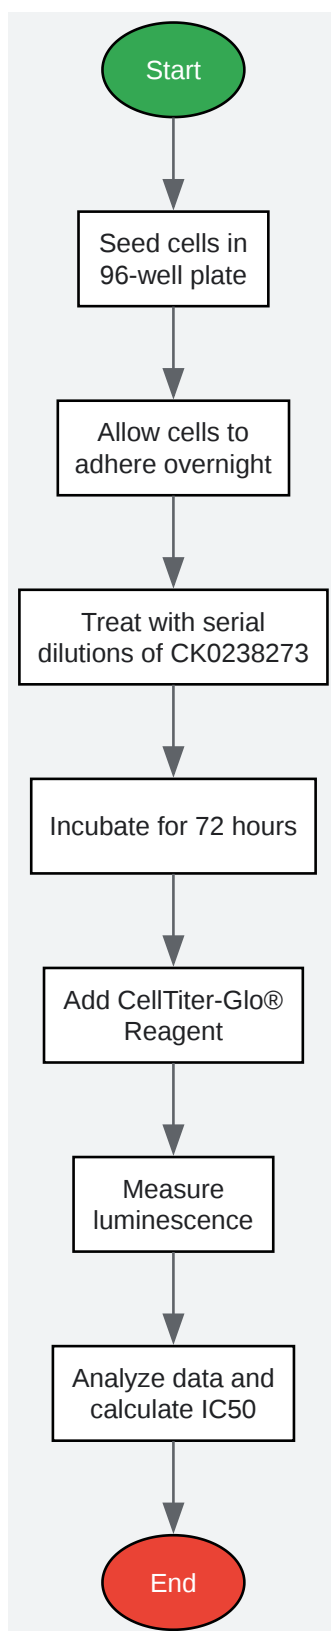 Start
Seed cells in
96-well plate
Allow cells to
adhere overnight
Treat with serial
dilutions of CK0238273
Incubate for 72 hours
Add CellTiter-Glo®
Reagent
Measure
luminescence
Analyze data and
calculate IC50
End